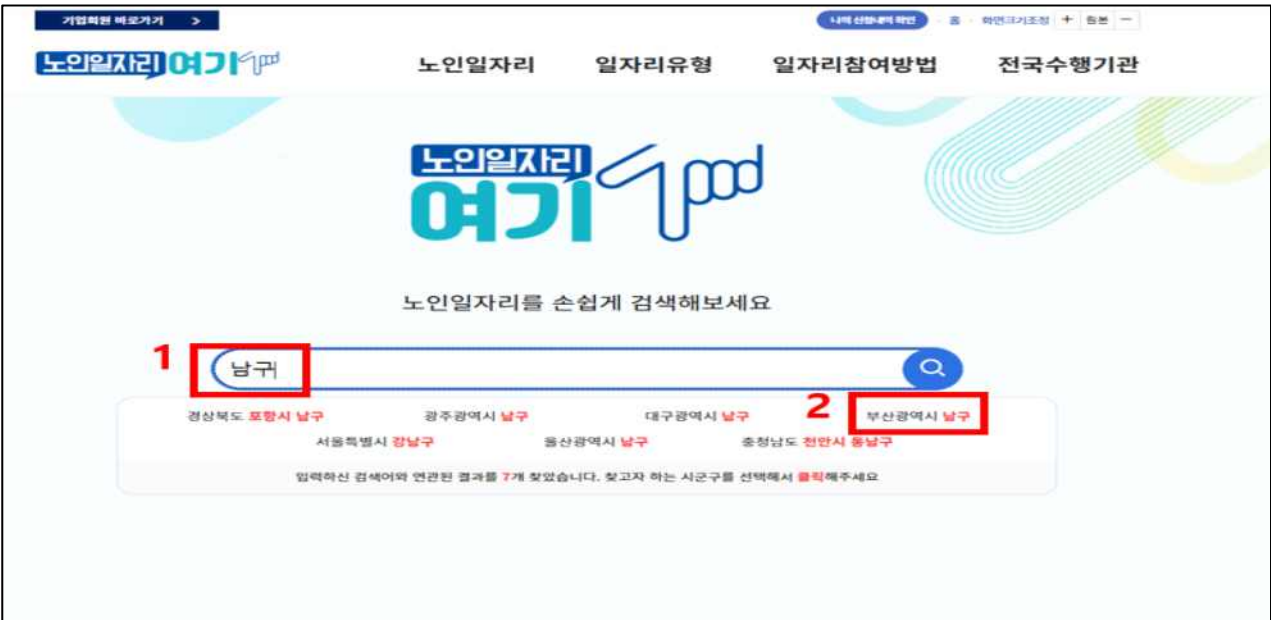 기업회원 바로가기 >
나의 신청내역 확인 · 홈 · 화면크기조정 + 원본 −
노인일자리 여기
노인일자리 일자리유형 일자리참여방법 전국수행기관
노인일자리
여기
노인일자리를 손쉽게 검색해보세요
1 남구
경상북도 포항시 남구 광주광역시 남구 대구광역시 남구 2 부산광역시 남구
서울특별시 강남구 울산광역시 남구 충청남도 천안시 동남구
입력하신 검색어와 연관된 결과를 7개 찾았습니다. 찾고자 하는 시군구를 선택해서 클릭해주세요